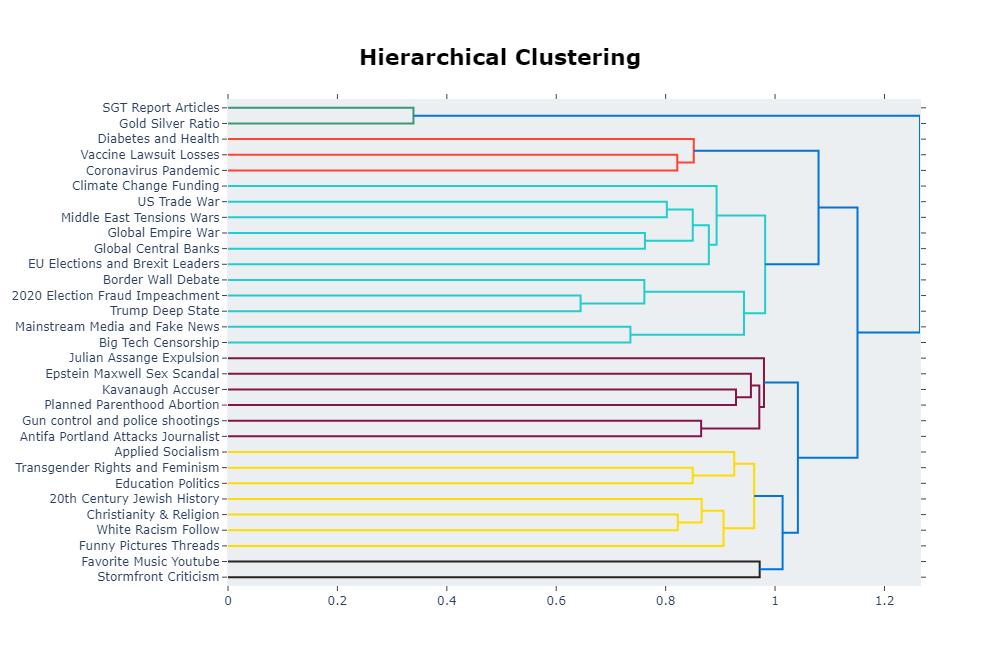 Hierarchical Clustering
SGT Report Articles
Gold Silver Ratio
Diabetes and Health
Vaccine Lawsuit Losses
Coronavirus Pandemic
Climate Change Funding
US Trade War
Middle East Tensions Wars
Global Empire War
Global Central Banks
EU Elections and Brexit Leaders
Border Wall Debate
2020 Election Fraud Impeachment
Trump Deep State
Mainstream Media and Fake News
Big Tech Censorship
Julian Assange Expulsion
Epstein Maxwell Sex Scandal
Kavanaugh Accuser
Planned Parenthood Abortion
Gun control and police shootings
Antifa Portland Attacks Journalist
Applied Socialism
Transgender Rights and Feminism
Education Politics
20th Century Jewish History
Christianity & Religion
White Racism Follow
Funny Pictures Threads
Favorite Music Youtube
Stormfront Criticism
0 0.2 0.4 0.6 0.8 1 1.2